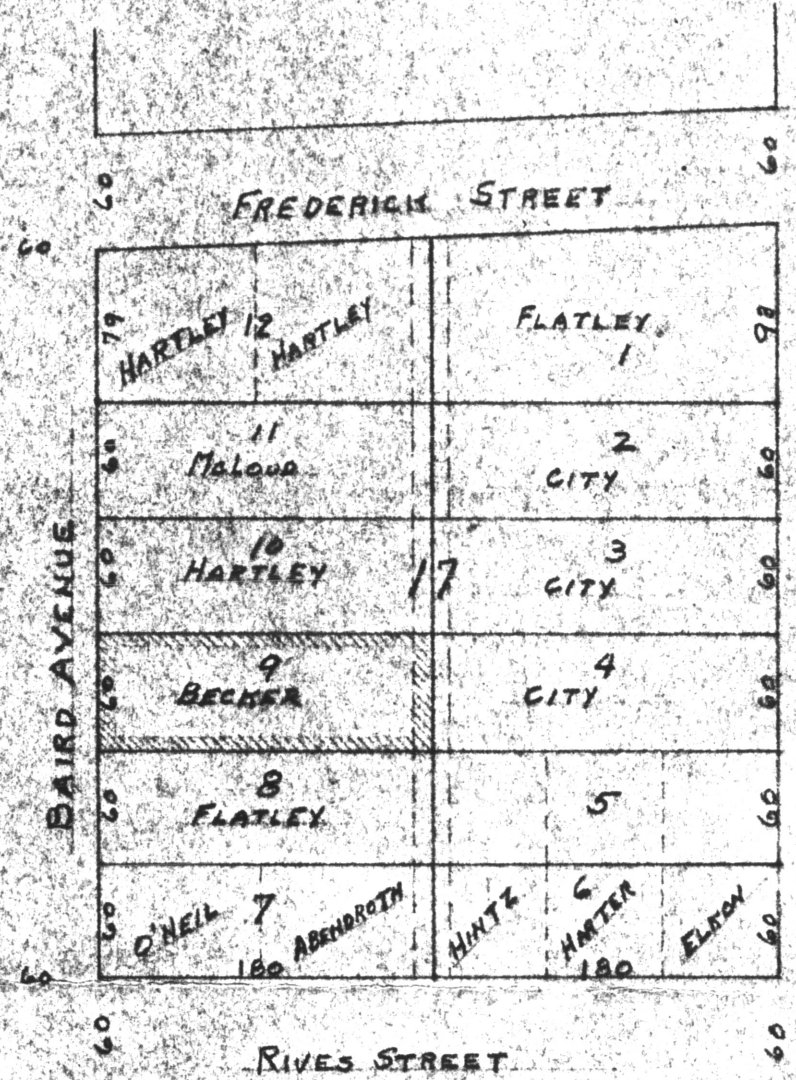 60 60
FREDERICK STREET
60
79 HARTLEY 12 HARTLEY
FLATLEY 98
1
11
60 McLOUD
2
CITY 60
10
60 HARTLEY
17
3
CITY 60
9
60 BECKER
4
CITY 60
8
60 FLATLEY
5 60
60 O'NEIL 7 ABENDROTH
180
HINTZ 6 HARTER ELKON 60
180
BAIRD AVENUE
60
60 60
RIVES STREET